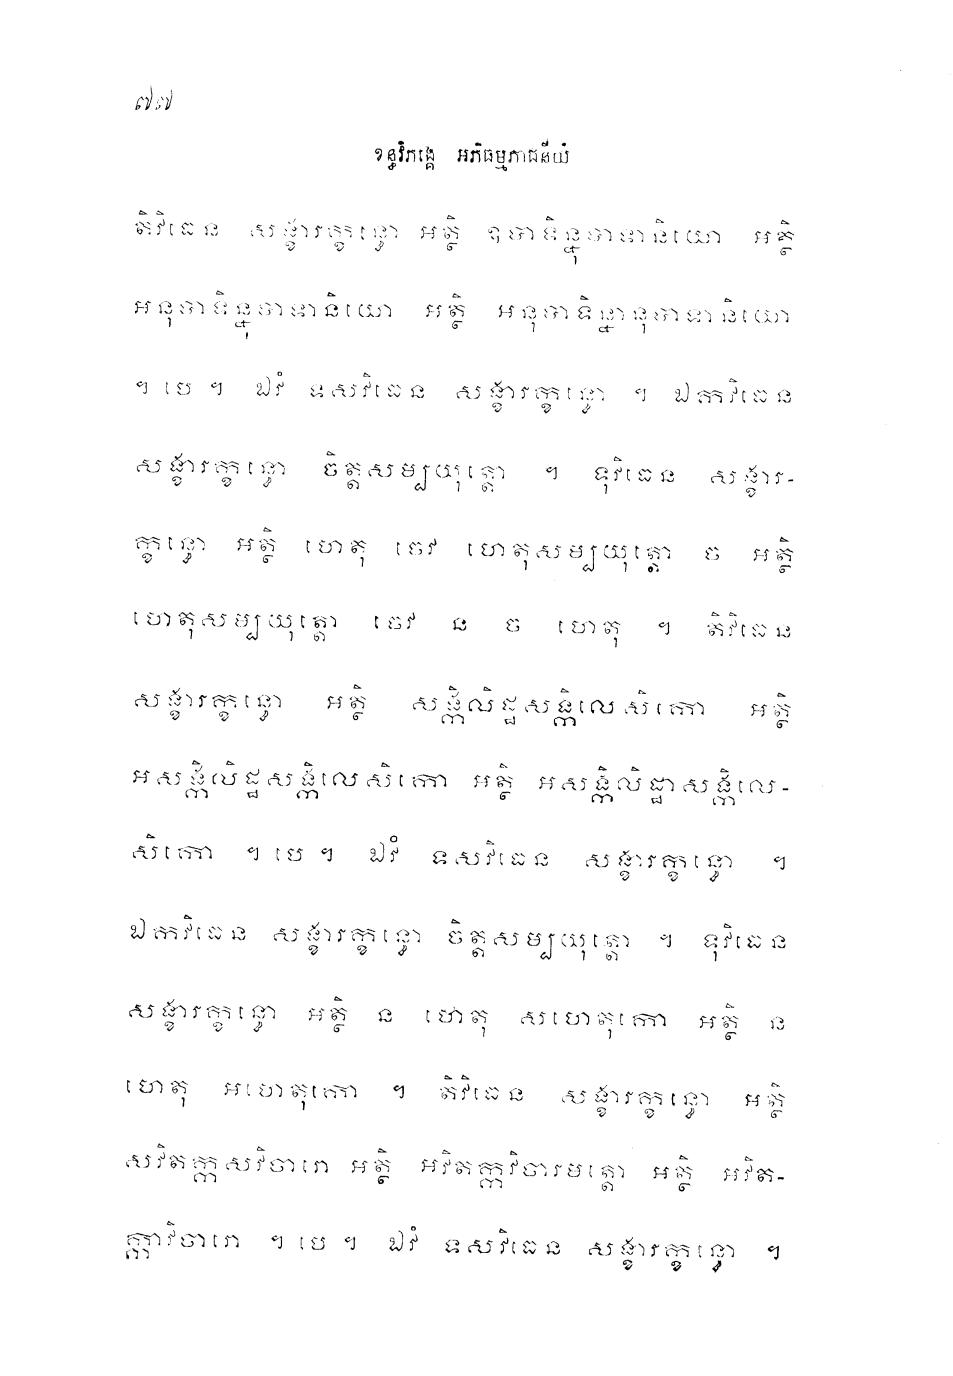 ៧៧
ខន្ធវិភង្គេ អភិធម្មភាជនីយំ
តិវិធេន សង្ខារក្ខន្ធោ អត្ថិ ឧបាទិន្នុបាទានិយោ អត្ថិ
អនុបាទិន្នុបាទានិយោ អត្ថិ អនុបាទិន្នានុបាទានិយោ
។ បេ ។ ឯវំ ទសវិធេន សង្ខារក្ខន្ធោ ។ ឯកវិធេន
សង្ខារក្ខន្ធោ ចិត្តសម្បយុត្តោ ។ ទុវិធេន សង្ខារ-
ក្ខន្ធោ អត្ថិ ហេតុ ចេវ ហេតុសម្បយុត្តោ ច អត្ថិ
ហេតុសម្បយុត្តោ ចេវ ន ច ហេតុ ។ តិវិធេន
សង្ខារក្ខន្ធោ អត្ថិ សង្កិលិដ្ឋសង្កិលេសិកោ អត្ថិ
អសង្កិលិដ្ឋសង្កិលេសិកោ អត្ថិ អសង្កិលិដ្ឋាសង្កិលេ-
សិកោ ។ បេ ។ ឯវំ ទសវិធេន សង្ខារក្ខន្ធោ ។
ឯកវិធេន សង្ខារក្ខន្ធោ ចិត្តសម្បយុត្តោ ។ ទុវិធេន
សង្ខារក្ខន្ធោ អត្ថិ ន ហេតុ សហេតុកោ អត្ថិ ន
ហេតុ អហេតុកោ ។ តិវិធេន សង្ខារក្ខន្ធោ អត្ថិ
សវិតក្កសវិចារោ អត្ថិ អវិតក្កវិចារមត្តោ អត្ថិ អវិត-
ក្កាវិចារោ ។ បេ ។ ឯវំ ទសវិធេន សង្ខារក្ខន្ធោ ។